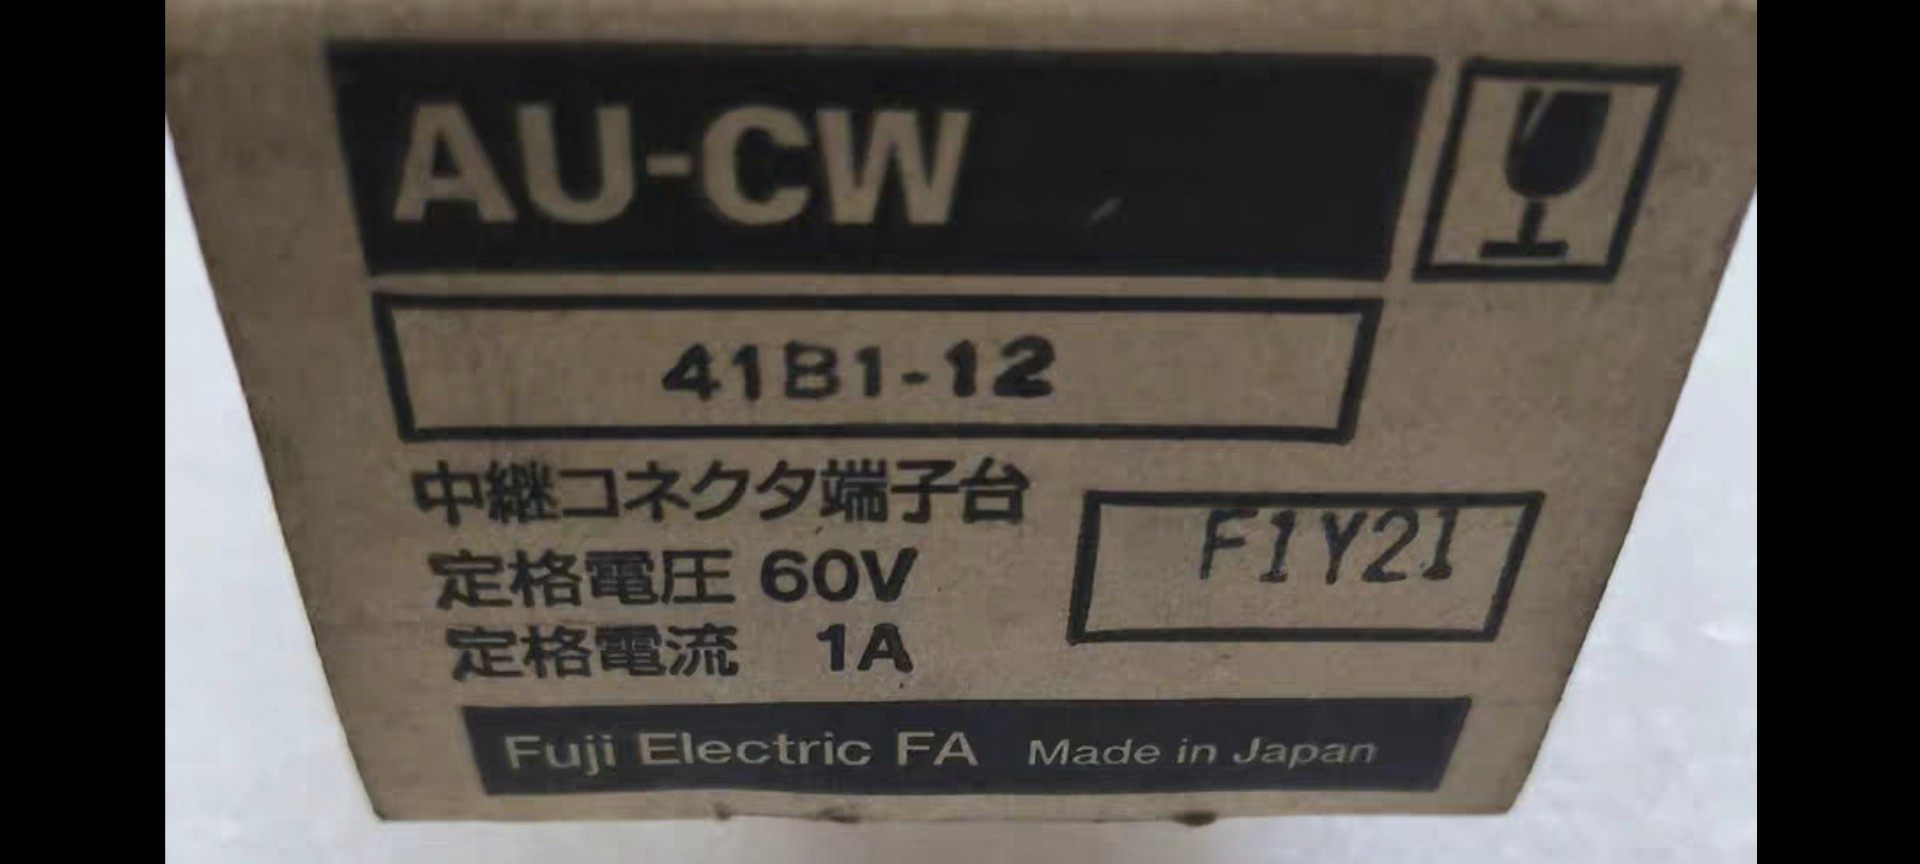 AU-CW
41B1-12
中継コネクタ端子台
定格電圧 60V
定格電流 1A
F1Y2I
Fuji Electric FA Made in Japan